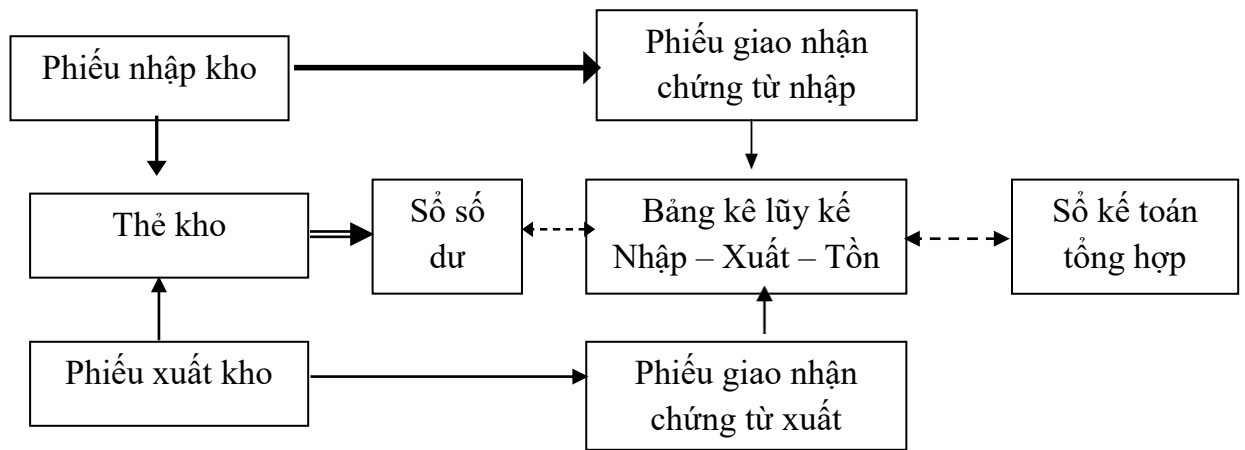 Phiếu nhập kho
Phiếu giao nhận
chứng từ nhập
Thẻ kho
Sổ số
dư
Bảng kê lũy kế
Nhập – Xuất – Tồn
Sổ kế toán
tổng hợp
Phiếu xuất kho
Phiếu giao nhận
chứng từ xuất